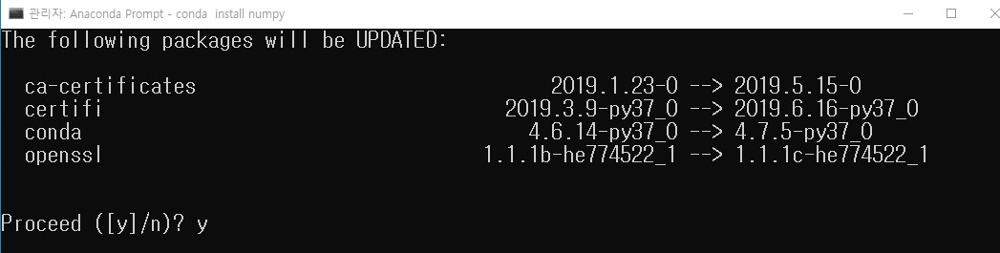 관리자: Anaconda Prompt - conda  install numpy
The following packages will be UPDATED:
ca-certificates 2019.1.23-0 --> 2019.5.15-0
certifi 2019.3.9-py37_0 --> 2019.6.16-py37_0
conda 4.6.14-py37_0 --> 4.7.5-py37_0
openssl 1.1.1b-he774522_1 --> 1.1.1c-he774522_1
Proceed ([y]/n)? y